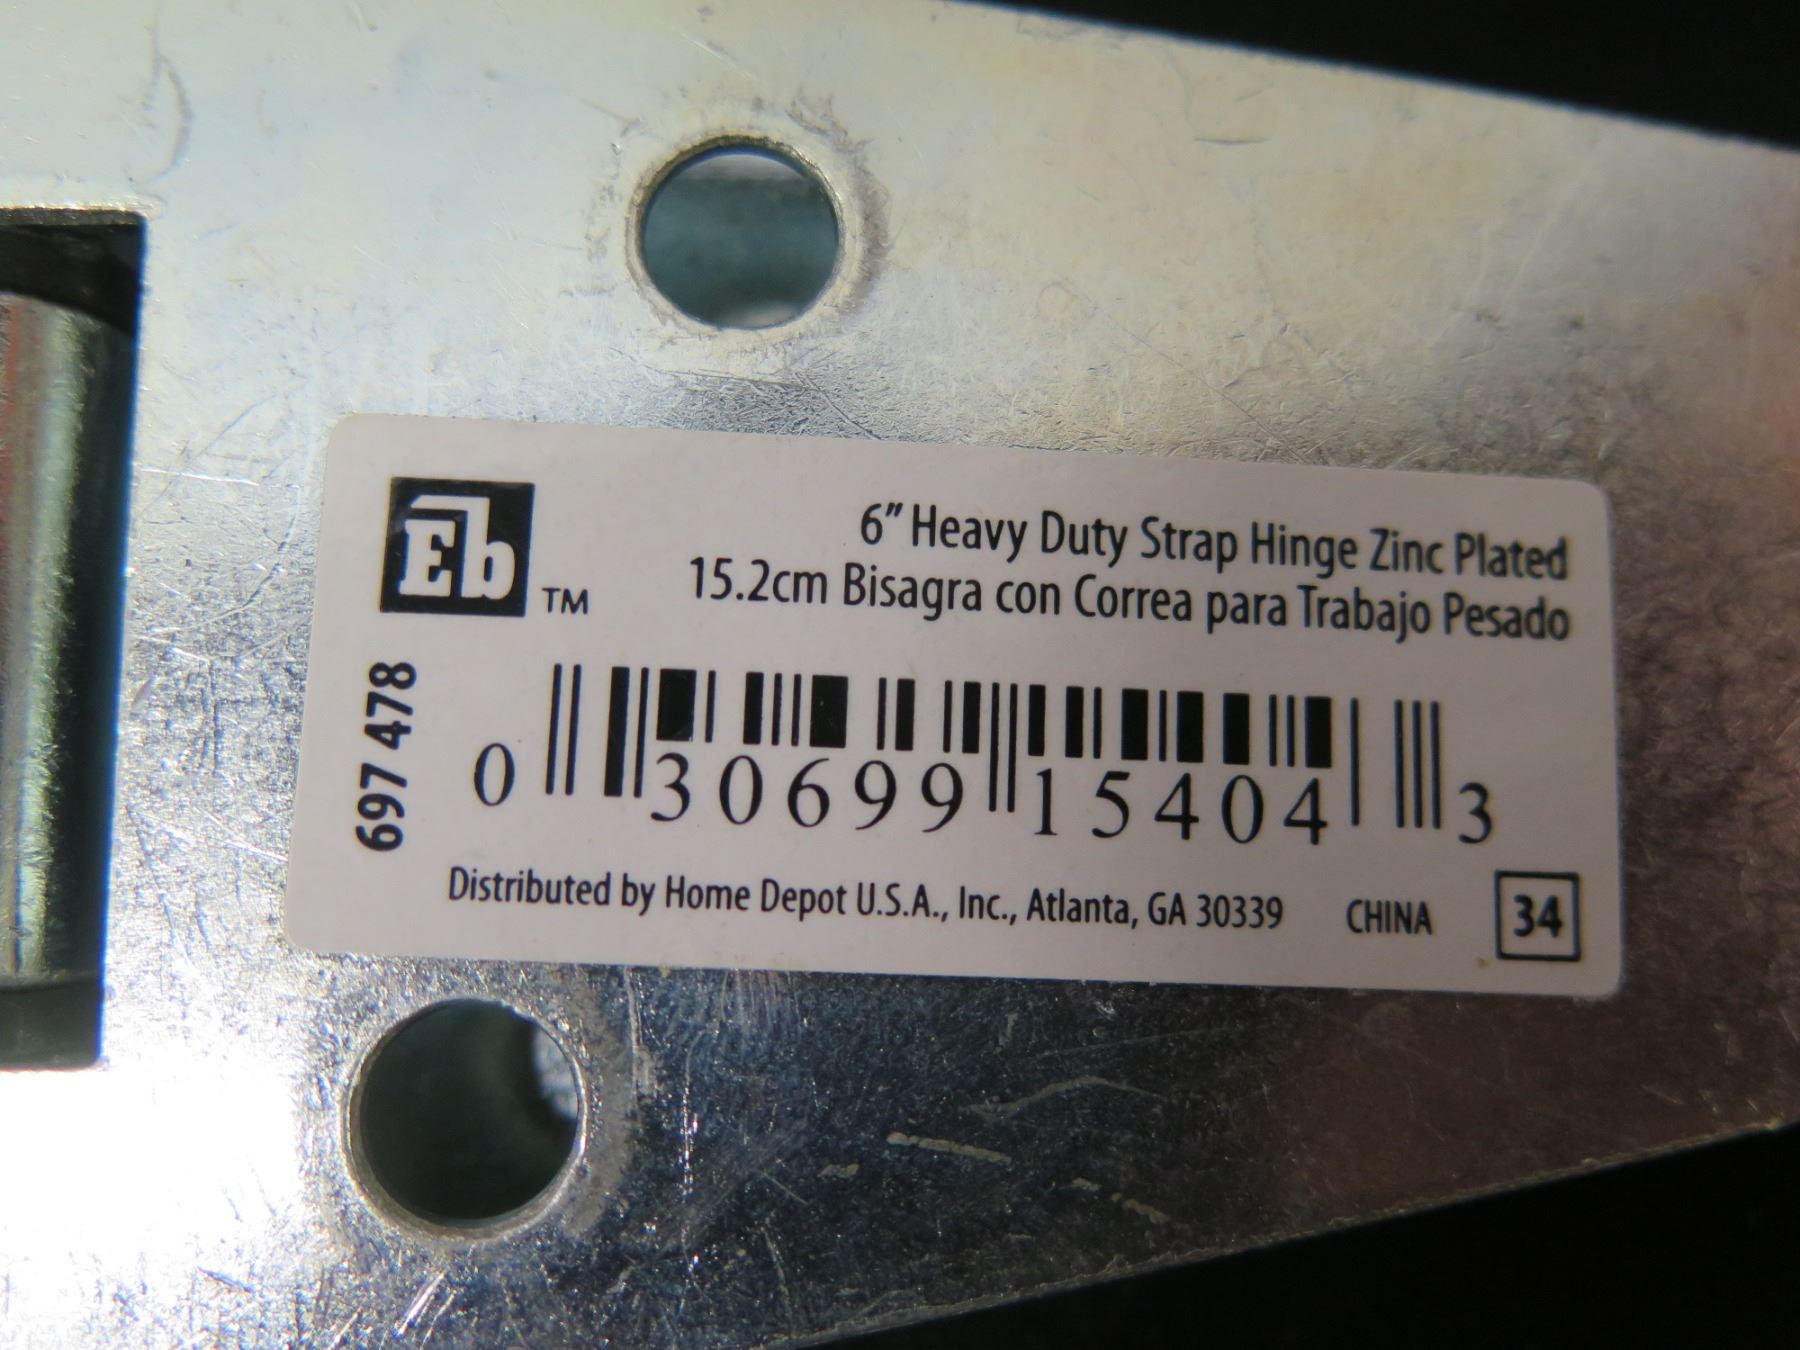 Eb TM
6" Heavy Duty Strap Hinge Zinc Plated
15.2cm Bisagra con Correa para Trabajo Pesado
697 478
0 30699 15404 3
Distributed by Home Depot U.S.A., Inc., Atlanta, GA 30339 CHINA 34